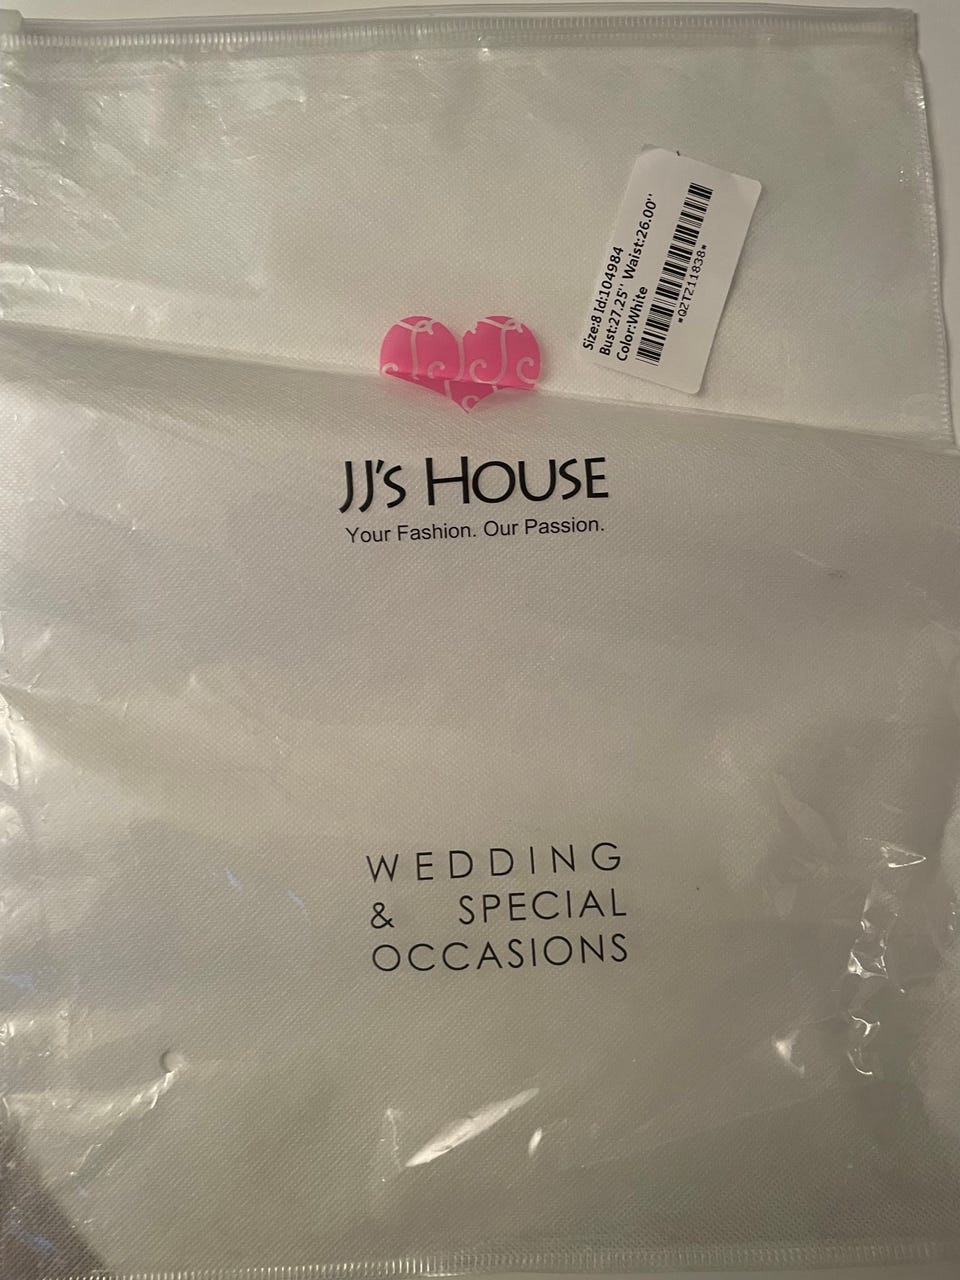 Size:8 Id:104984
Bust:27.25'' Waist:26.00''
Color:White
*QZTZ11838*
JJ's HOUSE
Your Fashion. Our Passion.
WEDDING
& SPECIAL
OCCASIONS